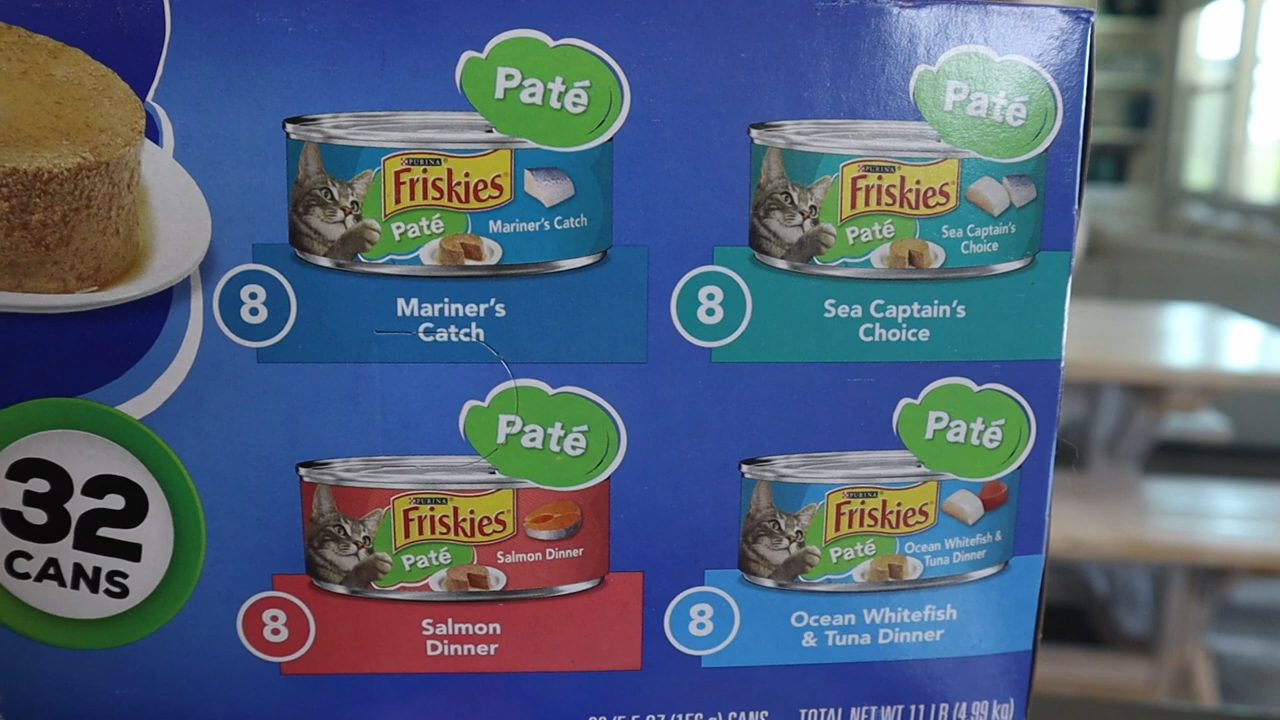 Paté
PURINA
Friskies
Paté
Mariner's Catch
8
Mariner's
Catch
Paté
PURINA
Friskies
Paté
Sea Captain's
Choice
8
Sea Captain's
Choice
32
CANS
Paté
PURINA
Friskies
Paté
Salmon Dinner
8
Salmon
Dinner
Paté
PURINA
Friskies
Paté
Ocean Whitefish &
Tuna Dinner
8
Ocean Whitefish
& Tuna Dinner
CANS TOTAL NET WT 11 LB (4.99 kg)